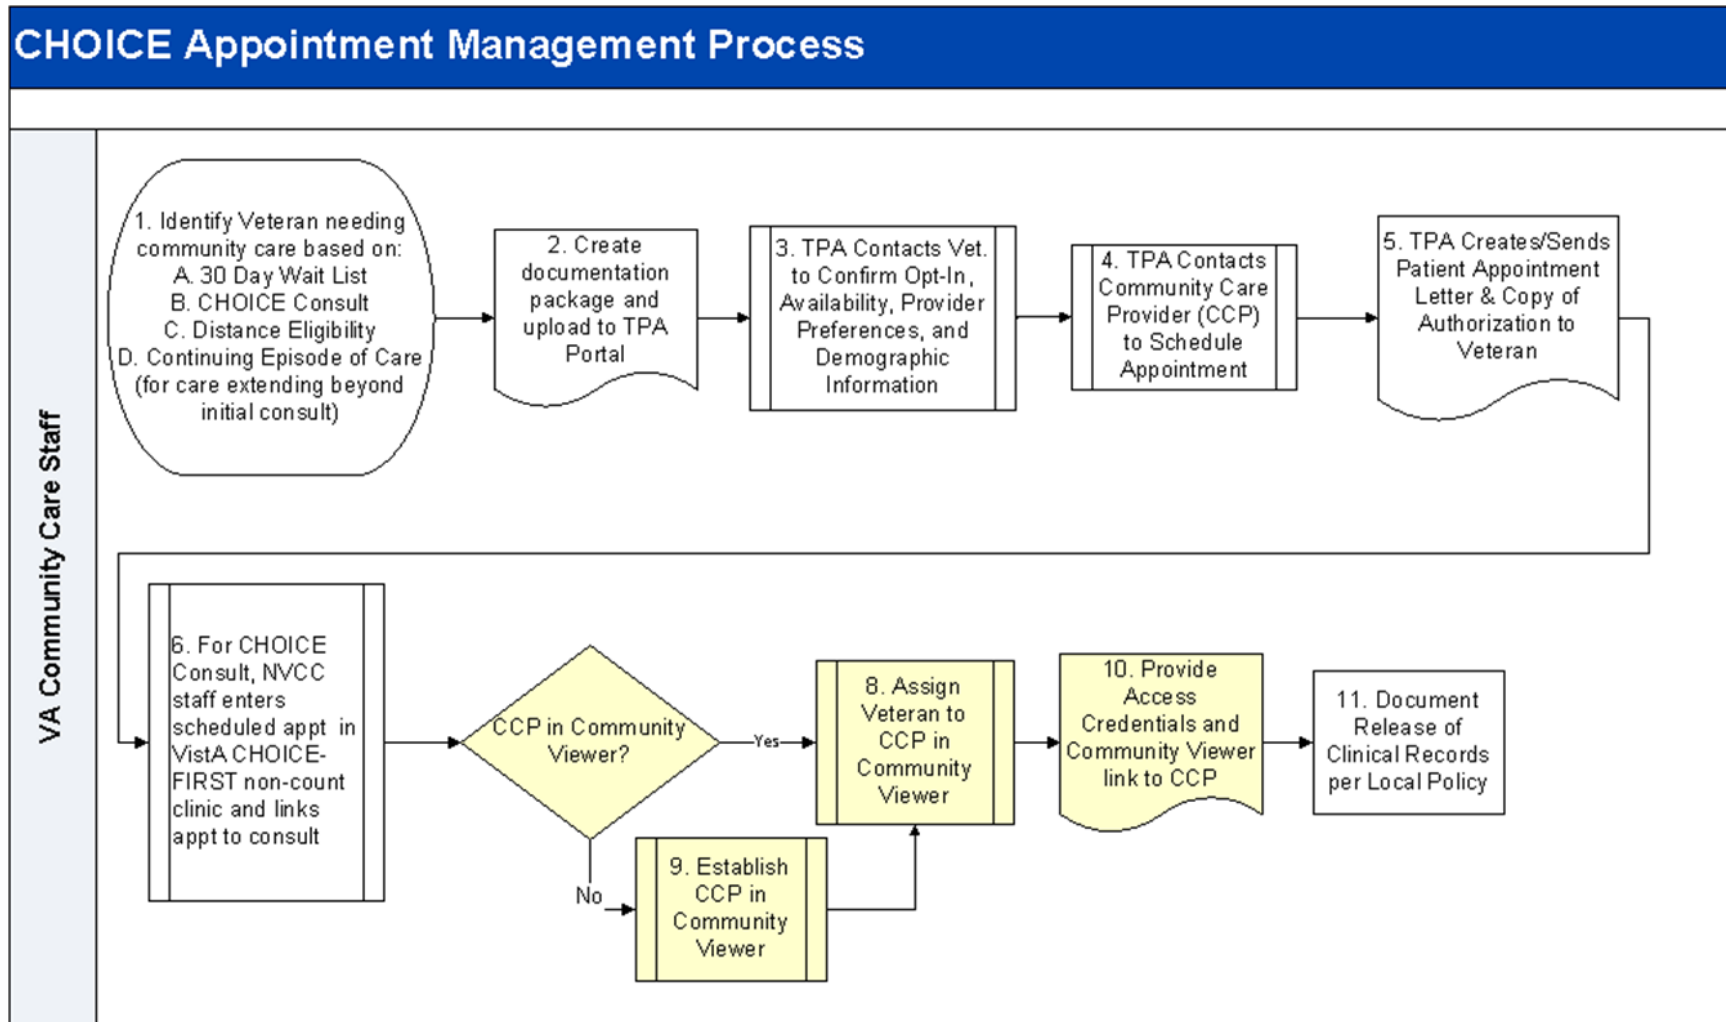 CHOICE Appointment Management Process
VA Community Care Staff
1. Identify Veteran needing
community care based on:
A. 30 Day Wait List
B. CHOICE Consult
C. Distance Eligibility
D. Continuing Episode of Care
(for care extending beyond
initial consult)
2. Create
documentation
package and
upload to TPA
Portal
3. TPA Contacts Vet.
to Confirm Opt-In,
Availability, Provider
Preferences, and
Demographic
Information
4. TPA Contacts
Community Care
Provider (CCP)
to Schedule
Appointment
5. TPA Creates/Sends
Patient Appointment
Letter & Copy of
Authorization to
Veteran
6. For CHOICE
Consult, NVCC
staff enters
scheduled appt in
VistA CHOICE-
FIRST non-count
clinic and links
appt to consult
CCP in Community
Viewer?
Yes
No
8. Assign
Veteran to
CCP in
Community
Viewer
9. Establish
CCP in
Community
Viewer
10. Provide
Access
Credentials and
Community Viewer
link to CCP
11. Document
Release of
Clinical Records
per Local Policy